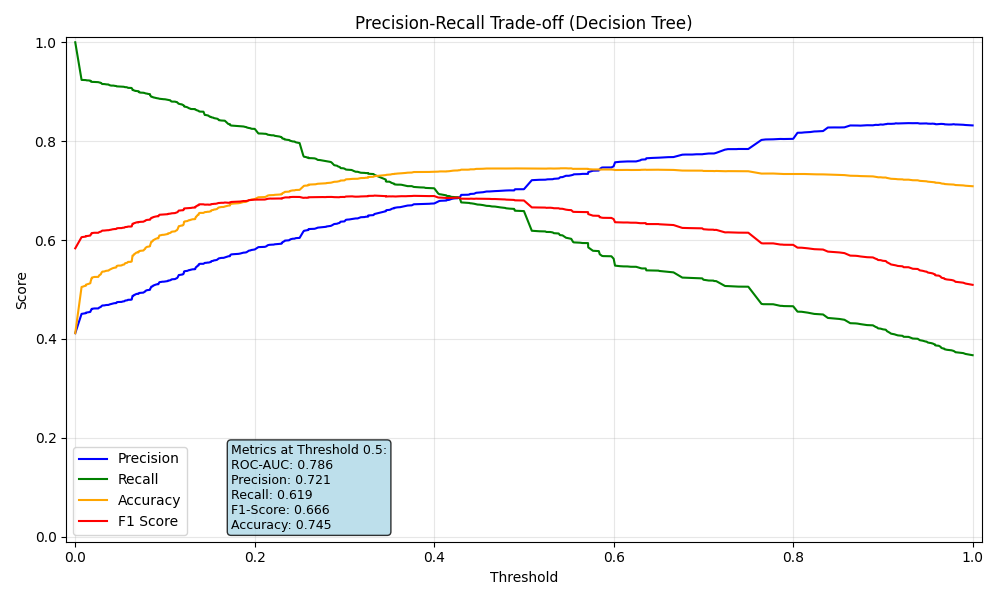 Precision-Recall Trade-off (Decision Tree)
1.0
0.8
0.6
0.4
0.2
0.0
Score
Precision
Recall
Accuracy
F1 Score
Metrics at Threshold 0.5:
ROC-AUC: 0.786
Precision: 0.721
Recall: 0.619
F1-Score: 0.666
Accuracy: 0.745
0.0 0.2 0.4 0.6 0.8 1.0
Threshold